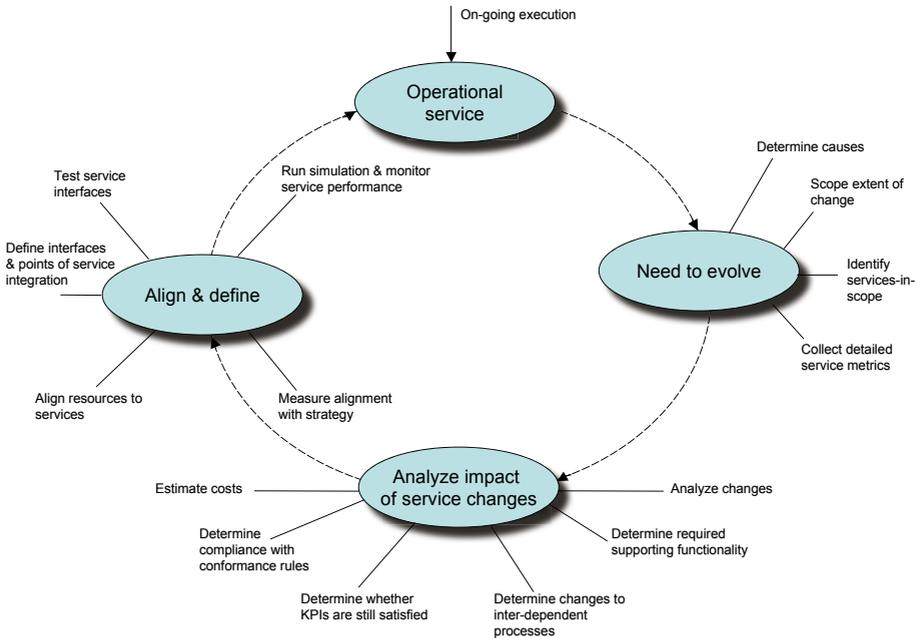 On-going execution
Operational
service
Determine causes
Scope extent of
change
Need to evolve
Identify
services-in-
scope
Collect detailed
service metrics
Analyze impact
of service changes
Analyze changes
Determine required
supporting functionality
Determine changes to
inter-dependent
processes
Determine whether
KPIs are still satisfied
Determine
compliance with
conformance rules
Estimate costs
Align & define
Measure alignment
with strategy
Align resources to
services
Define interfaces
& points of service
integration
Test service
interfaces
Run simulation & monitor
service performance